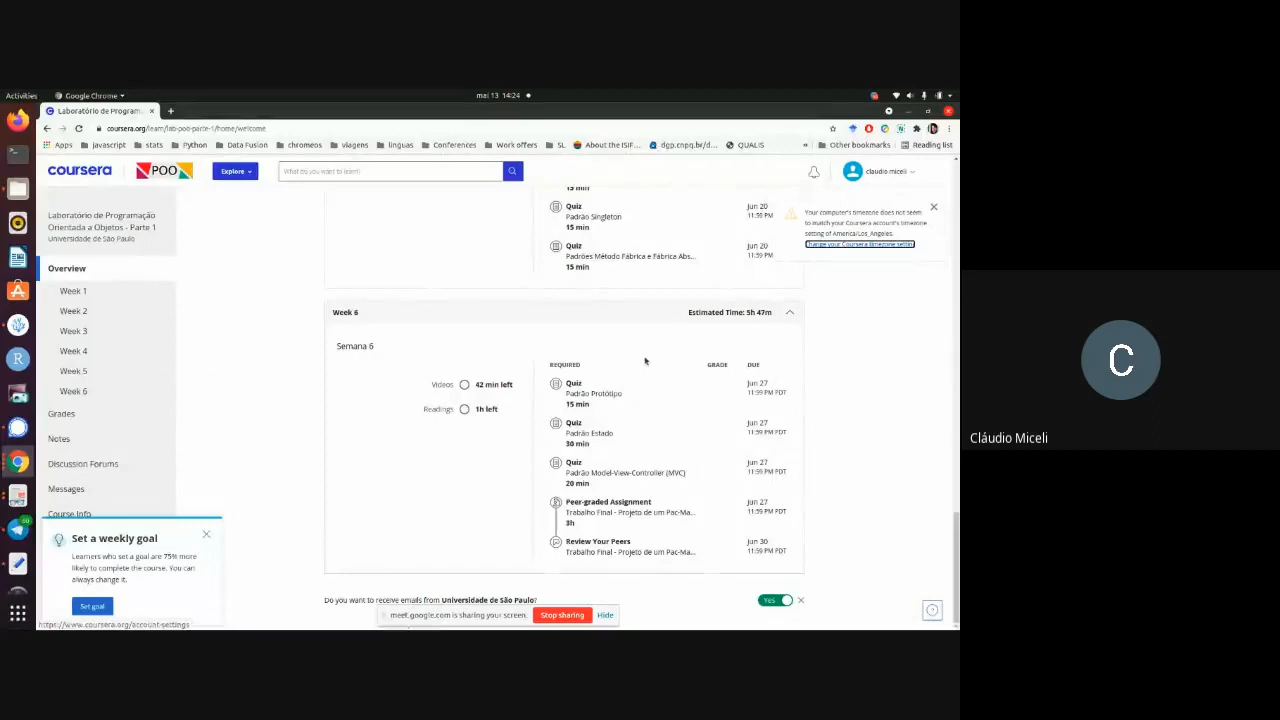 Activities
Google Chrome
mai 13 14:24
Laboratório de Program
coursera.org/learn/lab-poo-parte-1/home/welcome
Apps
javascript
stats
Python
Data Fusion
chromeos
viagens
linguas
Conferences
Work offers
SL
About the ISIF...
dgp.cnpq.br/d...
QUALIS
»
Other bookmarks
Reading list
coursera
POO
Explore
What do you want to learn?
claudio miceli
Laboratório de Programação
Orientada a Objetos - Parte 1
Universidade de São Paulo
Overview
Week 1
Week 2
Week 3
Week 4
Week 5
Week 6
Grades
Notes
Discussion Forums
Messages
Course Info
15 min
Quiz
Padrão Singleton
15 min
Jun 20
11:59 PM
Quiz
Padrões Método Fábrica e Fábrica Abs...
15 min
Jun 20
11:59 PM
Your computer's timezone does not seem
to match your Coursera account's timezone
setting of America/Los_Angeles.
Change your Coursera timezone setting
Week 6
Estimated Time: 5h 47m
Semana 6
Videos
42 min left
Readings
1h left
REQUIRED
GRADE
DUE
Quiz
Padrão Protótipo
15 min
Jun 27
11:59 PM PDT
Quiz
Padrão Estado
30 min
Jun 27
11:59 PM PDT
Quiz
Padrão Model-View-Controller (MVC)
20 min
Jun 27
11:59 PM PDT
Peer-graded Assignment
Trabalho Final - Projeto de um Pac-Ma...
3h
Jun 27
11:59 PM PDT
Review Your Peers
Trabalho Final - Projeto de um Pac-Ma...
Jun 30
11:59 PM PDT
Set a weekly goal
Learners who set a goal are 75% more
likely to complete the course. You can
always change it.
Set goal
Do you want to receive emails from Universidade de São Paulo?
Yes
meet.google.com is sharing your screen.
Stop sharing
Hide
https://www.coursera.org/account-settings
C
Cláudio Miceli